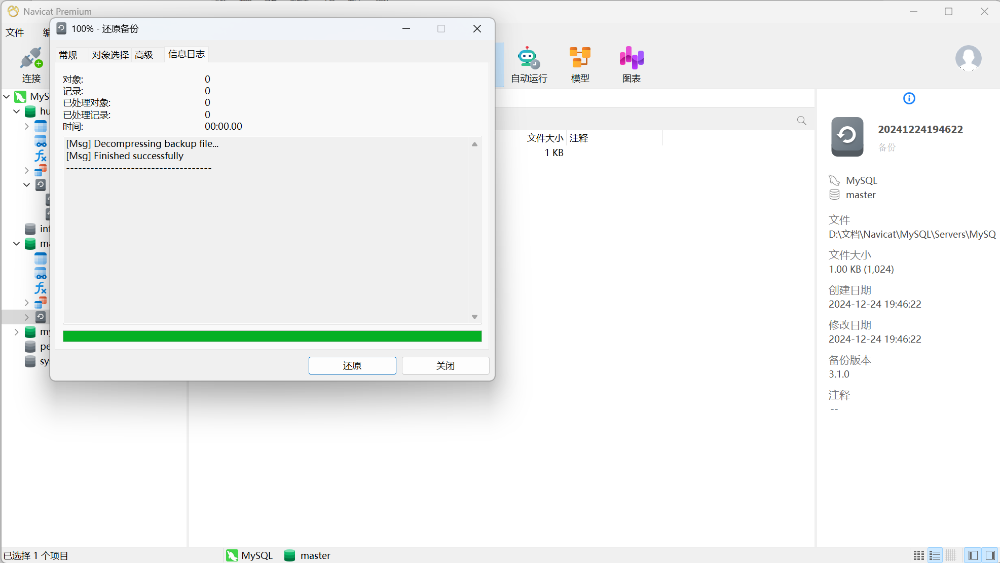 Navicat Premium
文件
编
连接
自动运行
模型
图表
100% - 还原备份
常规
对象选择
高级
信息日志
对象: 0
记录: 0
已处理对象: 0
已处理记录: 0
时间: 00:00.00
[Msg] Decompressing backup file...
[Msg] Finished successfully
------------------------------------
还原
关闭
MyS
hu
inf
ma
my
pe
sys
文件大小 注释
1 KB
20241224194622
备份
MySQL
master
文件
D:\文档\Navicat\MySQL\Servers\MySQ
文件大小
1.00 KB (1,024)
创建日期
2024-12-24 19:46:22
修改日期
2024-12-24 19:46:22
备份版本
3.1.0
注释
--
已选择 1 个项目
MySQL
master